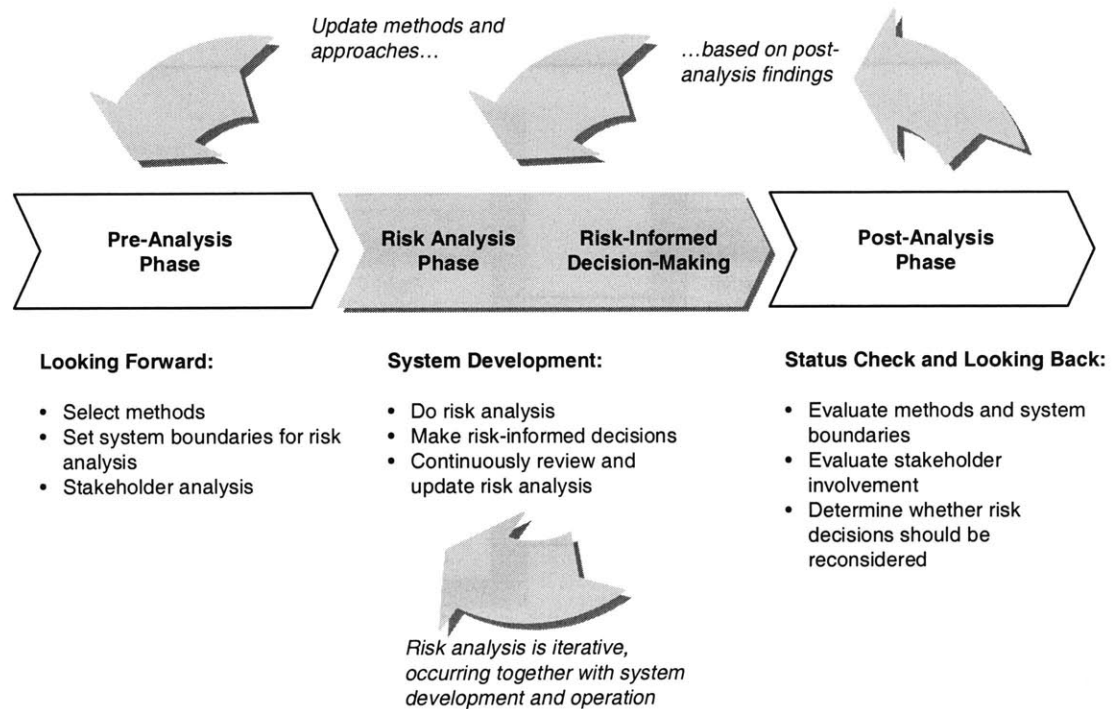 Update methods and
approaches…
…based on post-
analysis findings
Pre-Analysis
Phase
Risk Analysis
Phase
Risk-Informed
Decision-Making
Post-Analysis
Phase
Looking Forward:
• Select methods
• Set system boundaries for risk
analysis
• Stakeholder analysis
System Development:
• Do risk analysis
• Make risk-informed decisions
• Continuously review and
update risk analysis
Status Check and Looking Back:
• Evaluate methods and system
boundaries
• Evaluate stakeholder
involvement
• Determine whether risk
decisions should be
reconsidered
Risk analysis is iterative,
occurring together with system
development and operation